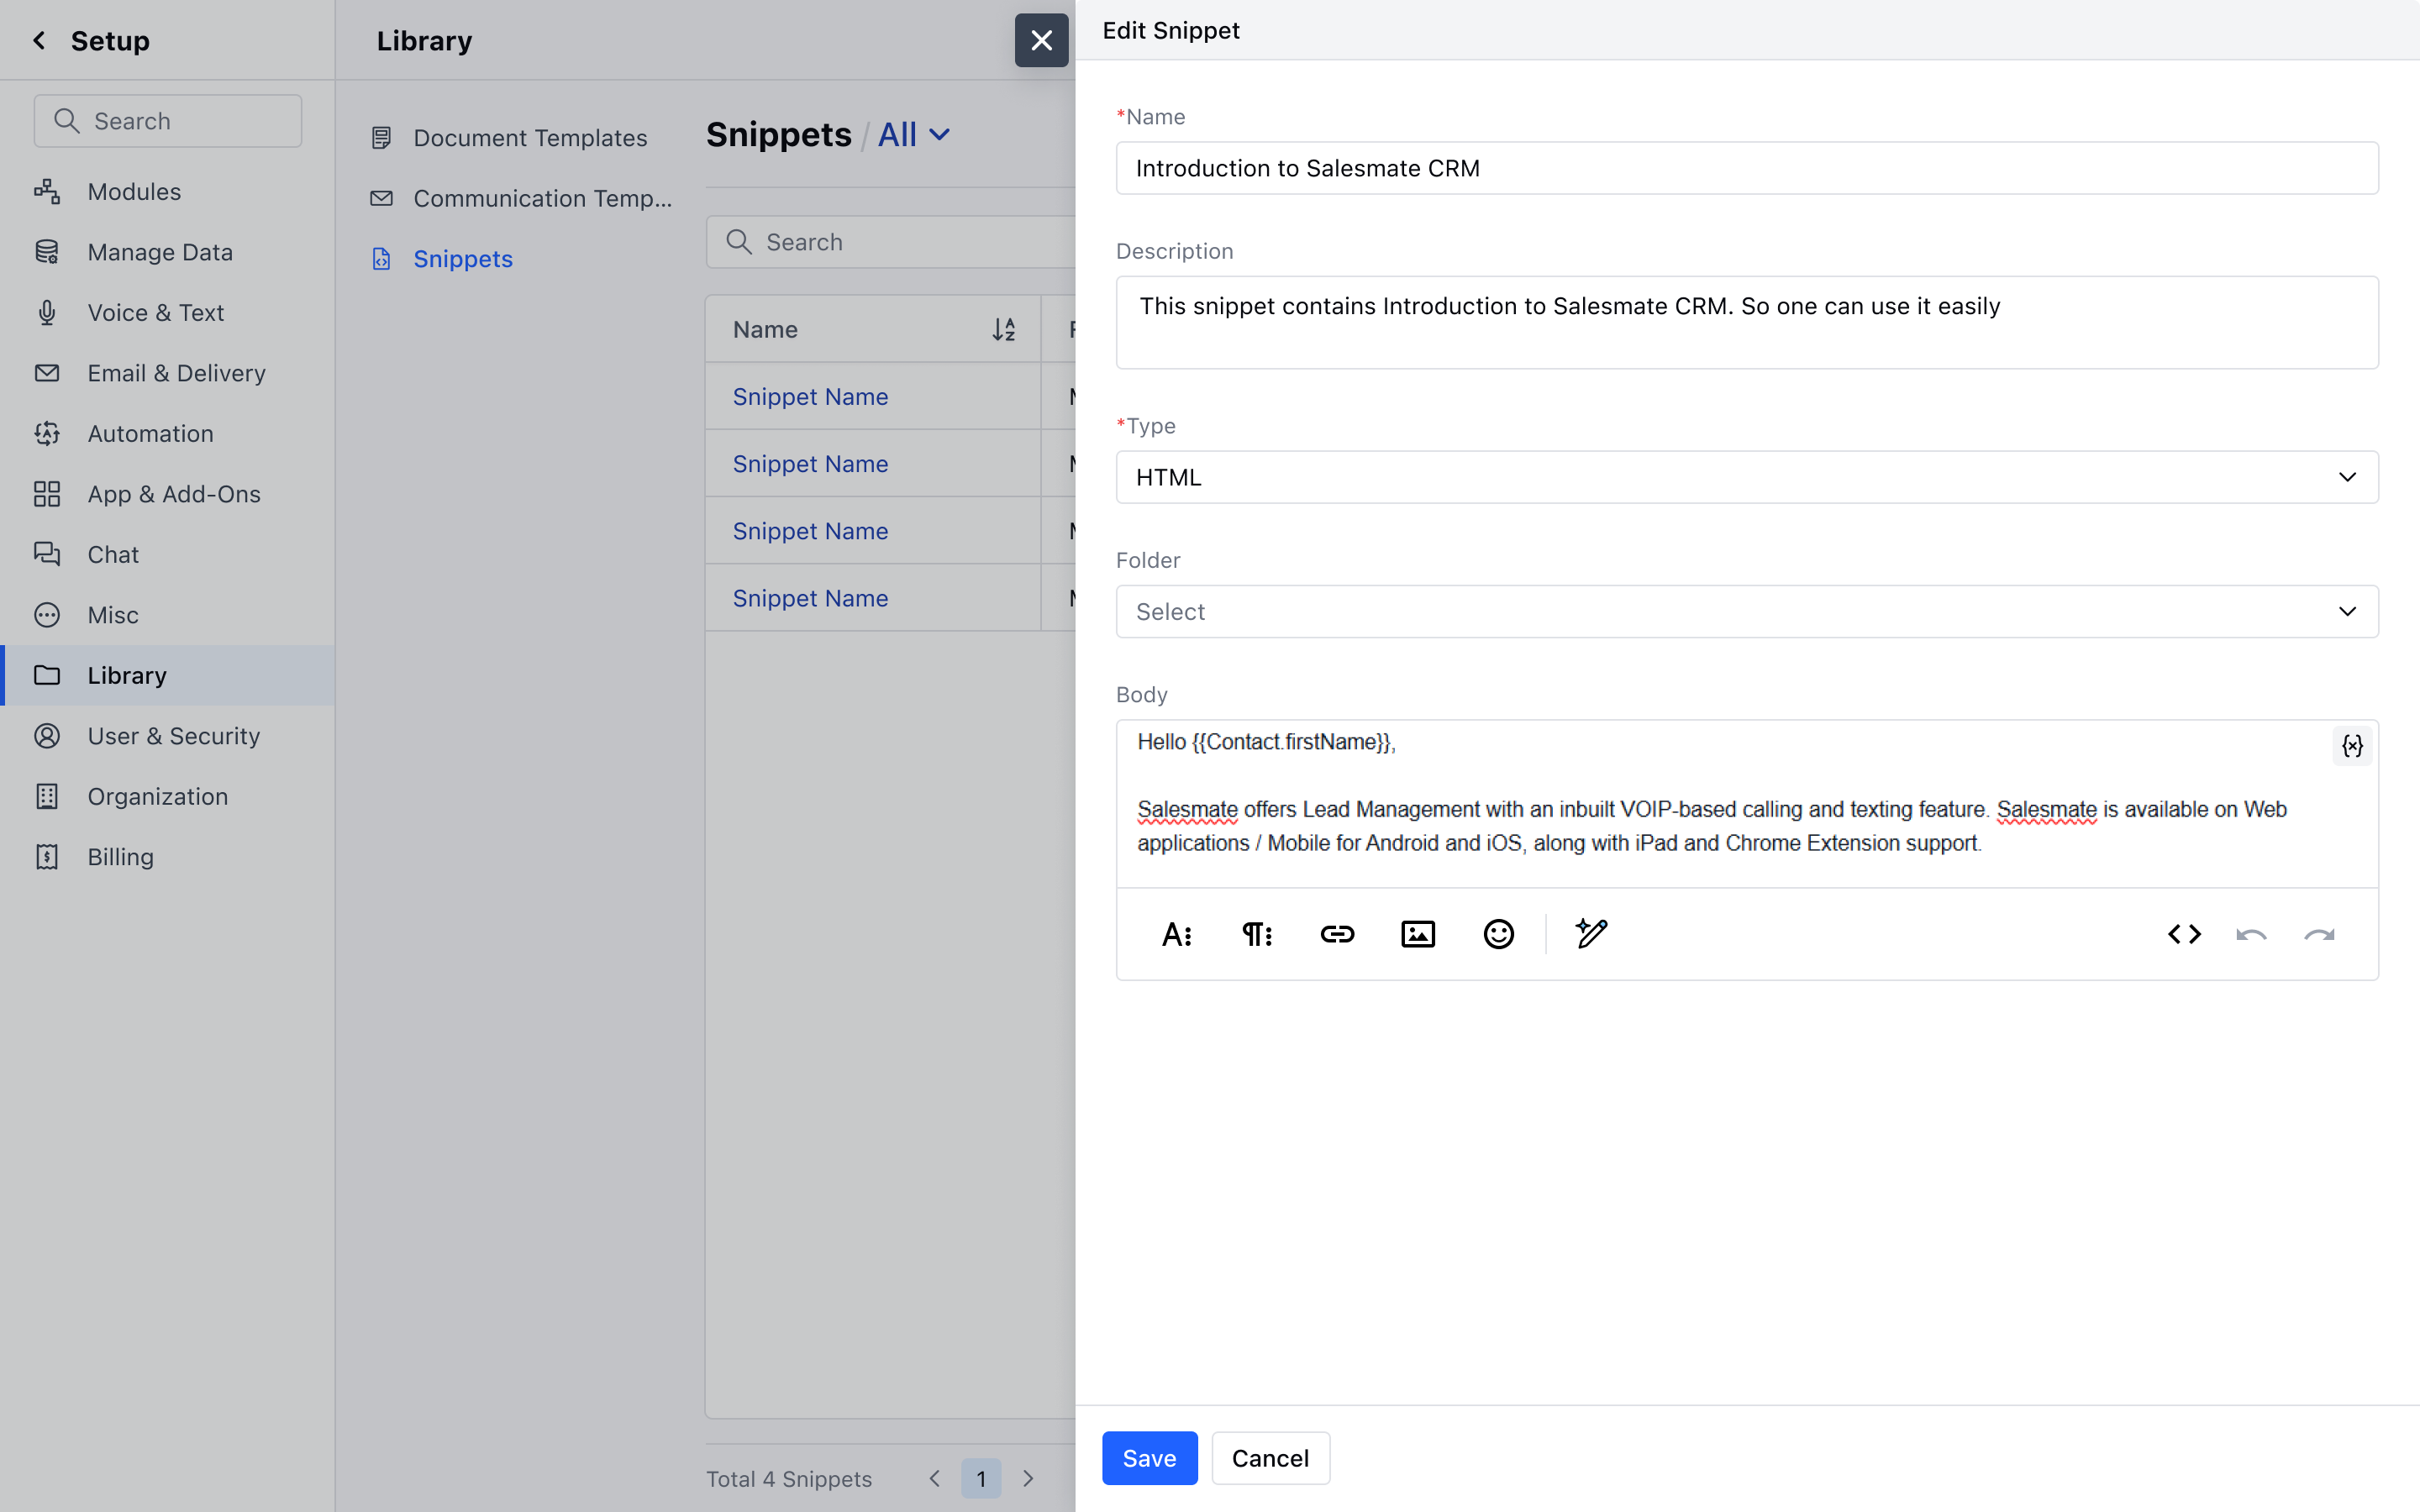 Setup
Search
Modules
Manage Data
Voice & Text
Email & Delivery
Automation
App & Add-Ons
Chat
Misc
Library
User & Security
Organization
Billing
Library
Document Templates
Communication Temp...
Snippets
Snippets / All
Search
Name
Snippet Name
Snippet Name
Snippet Name
Snippet Name
Total 4 Snippets
1
Edit Snippet
*Name
Introduction to Salesmate CRM
Description
This snippet contains Introduction to Salesmate CRM. So one can use it easily
*Type
HTML
Folder
Select
Body
Hello {{Contact.firstName}},
Salesmate offers Lead Management with an inbuilt VOIP-based calling and texting feature. Salesmate is available on Web
applications / Mobile for Android and iOS, along with iPad and Chrome Extension support.
Save
Cancel